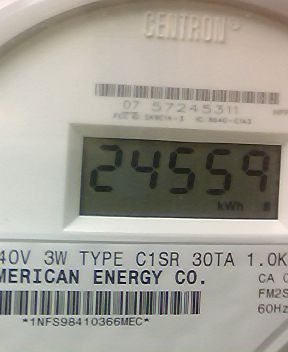 CENTRON®
07 57245311
24559
kWh
40V 3W TYPE C1SR 30TA 1.0K
MERICAN ENERGY CO.
CA 0
FM2S
60Hz
*1NFS98410366MEC*